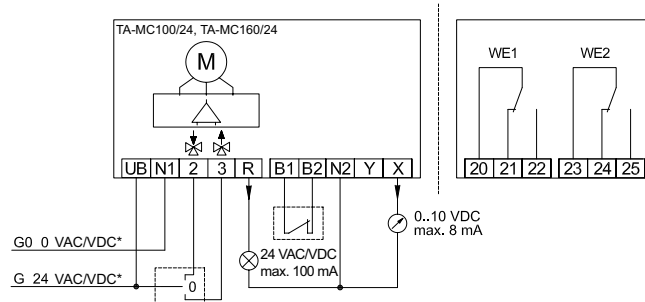 TA-MC100/24, TA-MC160/24
M
UB N1 2 3 R B1 B2 N2 Y X
WE1 WE2
20 21 22 23 24 25
0..10 VDC
max. 8 mA
G0 0 VAC/VDC*
24 VAC/VDC
max. 100 mA
G 24 VAC/VDC*
0